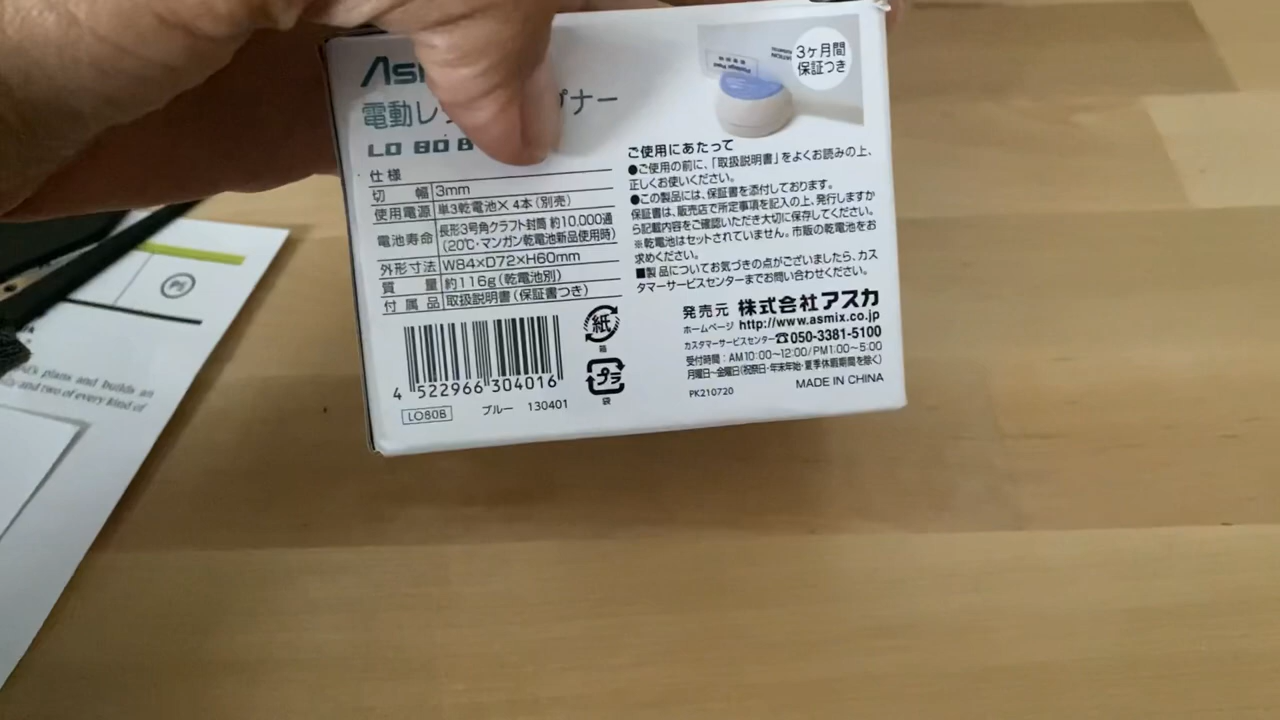 3ヶ月間
保証つき
電動レ プナー
LO 80 B
仕様
切 幅 3mm
使用電源 単3乾電池×4本(別売)
電池寿命 長形3号角クラフト封筒 約10,000通
(20℃・マンガン乾電池新品使用時)
外形寸法 W84×D72×H60mm
質 量 約116g(乾電池別)
付属品 取扱説明書(保証書つき)
4 522966 304016
LO80B ブルー 130401
紙
箱
プラ
袋
ご使用にあたって
●ご使用の前に、「取扱説明書」をよくお読みの上、
正しくお使いください。
●この製品には、保証書を添付しております。
保証書は、販売店で所定事項を記入の上、発行しますか
ら記載内容をご確認いただき大切に保存してください。
※乾電池はセットされていません。市販の乾電池をお
求めください。
■製品についてお気づきの点がございましたら、カス
タマーサービスセンターまでお問い合わせください。
発売元 株式会社アスカ
ホームページ http://www.asmix.co.jp
カスタマーサービスセンター☎050-3381-5100
受付時間:AM10:00~12:00/PM1:00~5:00
月曜日~金曜日(祝祭日・年末年始・夏季休暇期間を除く)
PK210720 MADE IN CHINA
plans and builds an
and two of every kind of